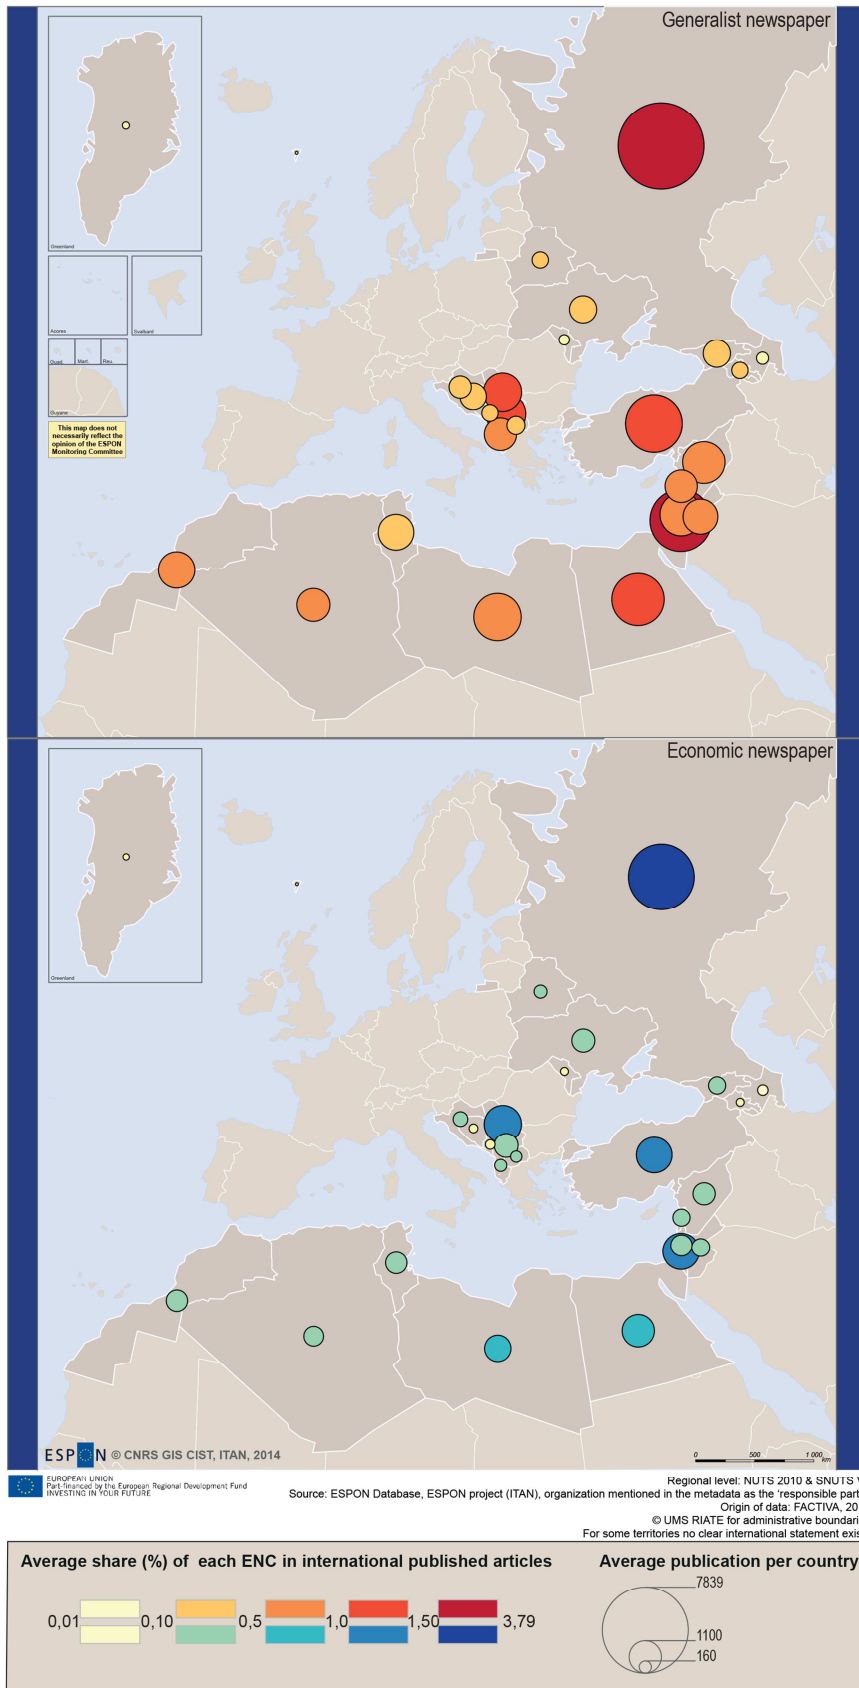 Generalist newspaper
Greenland
Acores
Svalbard
Guad.
Mart.
Reu.
Guyane
This map does not
necessarily reflect the
opinion of the ESPON
Monitoring Committee
Economic newspaper
Greenland
ESPON © CNRS GIS CIST, ITAN, 2014
0 500 1 000
km
EUROPEAN UNION
Part-financed by the European Regional Development Fund
INVESTING IN YOUR FUTURE
Regional level: NUTS 2010 & SNUTS
Source: ESPON Database, ESPON project (ITAN), organization mentioned in the metadata as the 'responsible part
Origin of data: FACTIVA, 20
© UMS RIATE for administrative boundari
For some territories no clear international statement exis
Average share (%) of each ENC in international published articles
0,01 0,10 0,5 1,0 1,50 3,79
Average publication per country
7839
1100
160